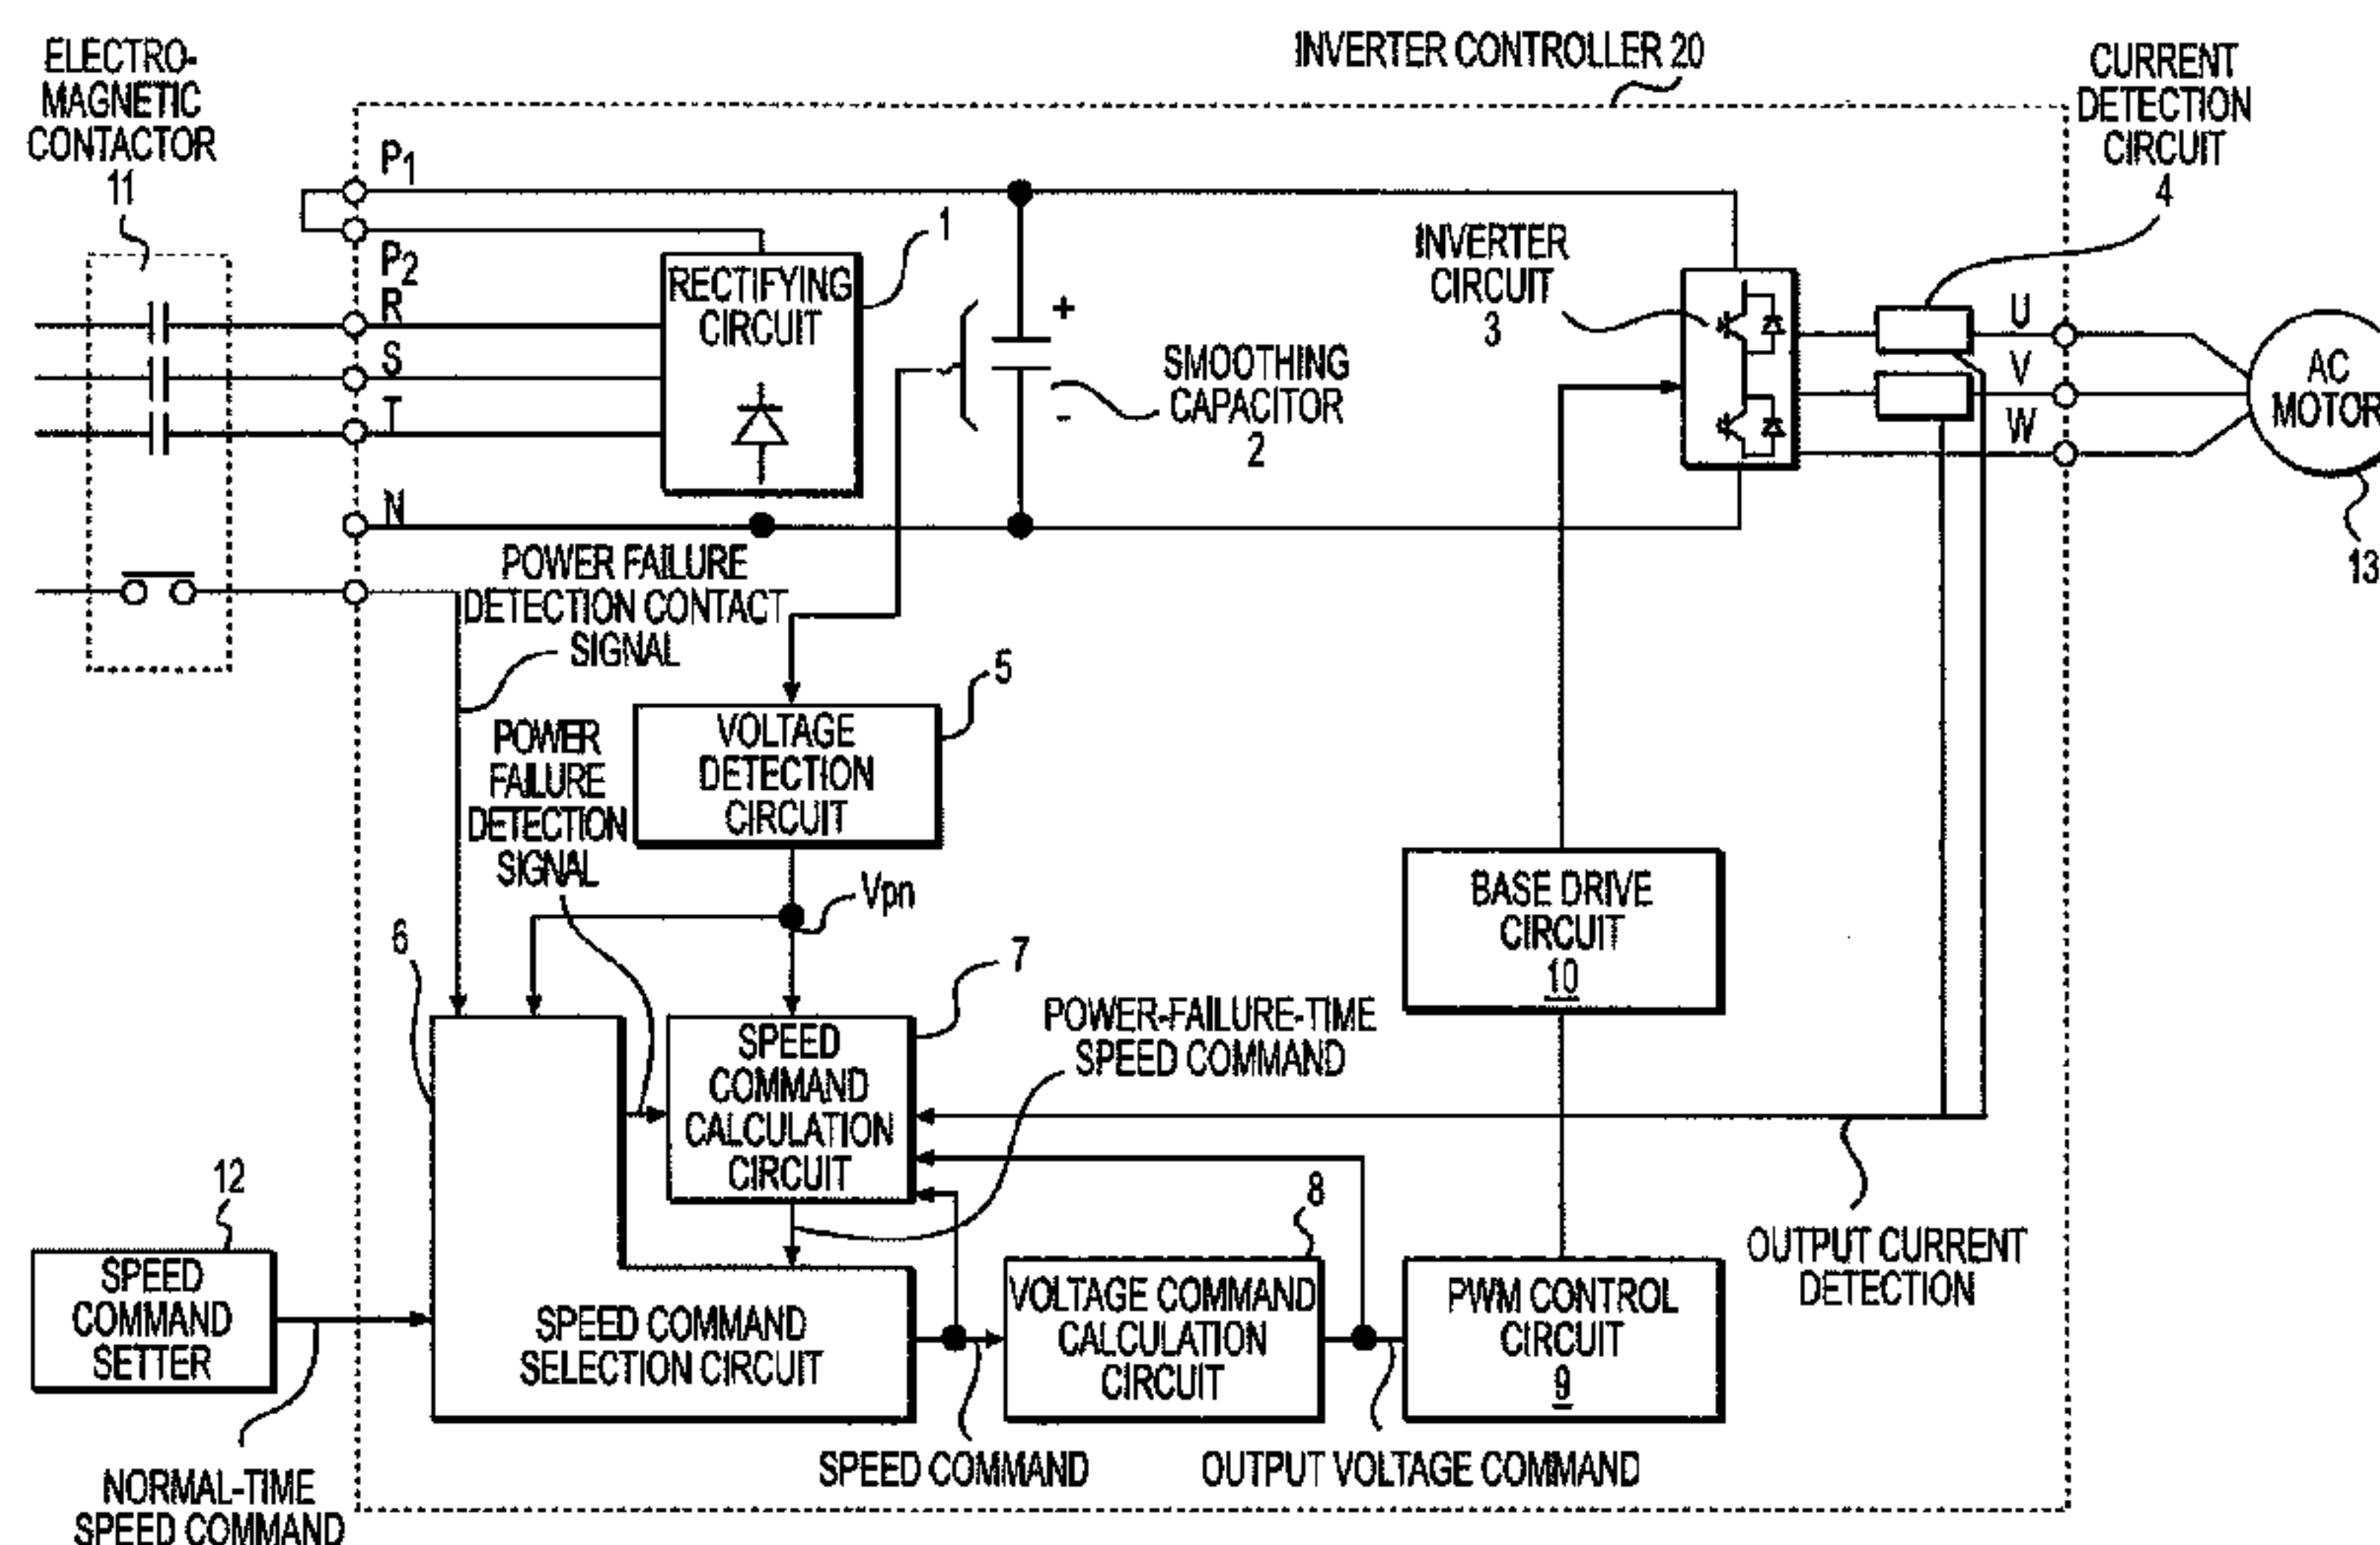 INVERTER CONTROLLER 20
ELECTRO-
MAGNETIC
CONTACTOR
11
CURRENT
DETECTION
CIRCUIT
4
P1
P2
R
S
T
N
1
RECTIFYING
CIRCUIT
+
-
SMOOTHING
CAPACITOR
2
INVERTER
CIRCUIT
3
U
V
W
AC
MOTOR
13
POWER FAILURE
DETECTION CONTACT
SIGNAL
5
VOLTAGE
DETECTION
CIRCUIT
POWER
FAILURE
DETECTION
SIGNAL
Vpn
BASE DRIVE
CIRCUIT
10
6
7
SPEED
COMMAND
CALCULATION
CIRCUIT
POWER-FAILURE-TIME
SPEED COMMAND
12
SPEED
COMMAND
SETTER
SPEED COMMAND
SELECTION CIRCUIT
8
VOLTAGE COMMAND
CALCULATION
CIRCUIT
PWM CONTROL
CIRCUIT
9
OUTPUT CURRENT
DETECTION
SPEED COMMAND
OUTPUT VOLTAGE COMMAND
NORMAL-TIME
SPEED COMMAND